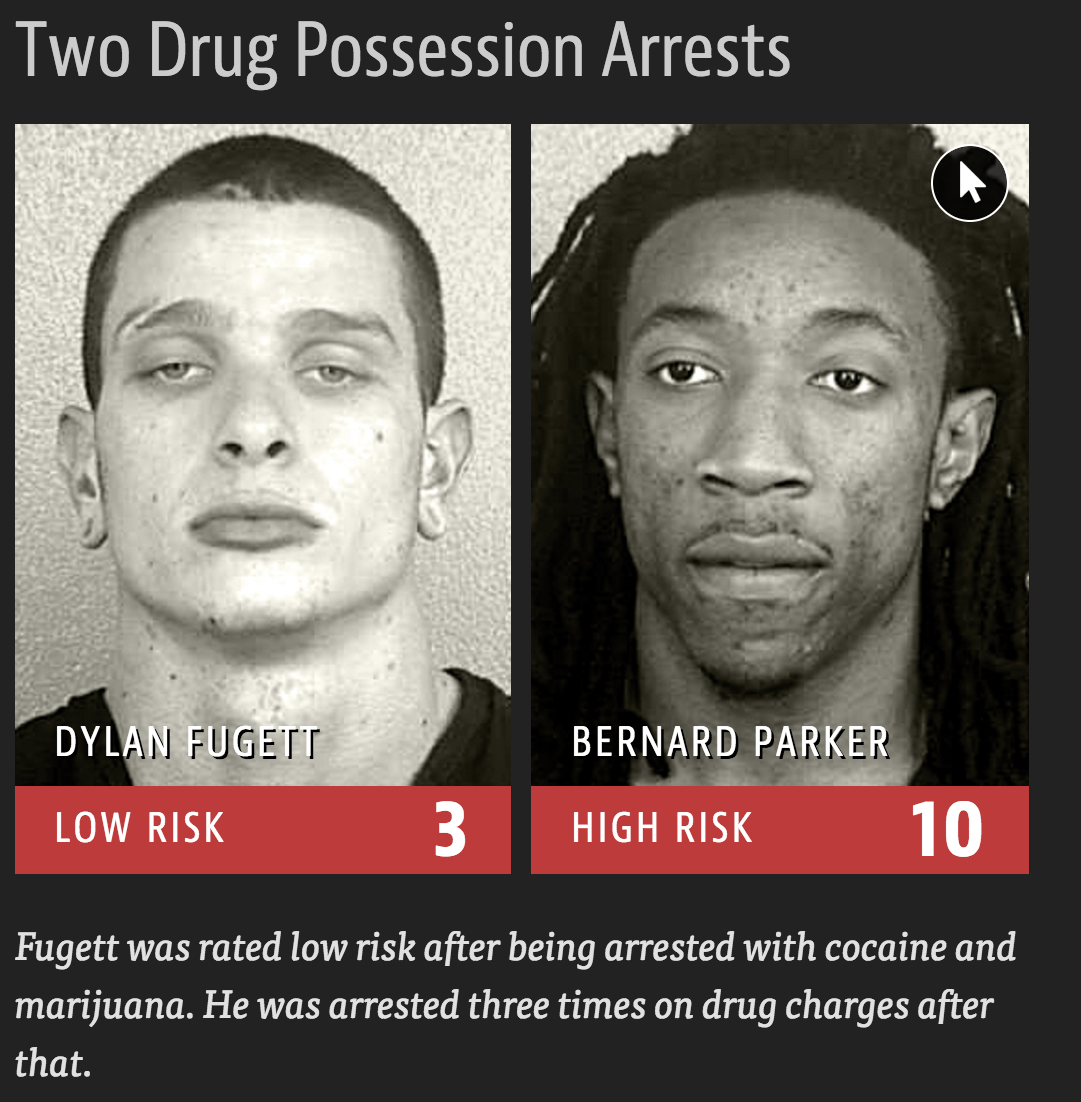 Two Drug Possession Arrests
DYLAN FUGETT
LOW RISK 3
BERNARD PARKER
HIGH RISK 10
Fugett was rated low risk after being arrested with cocaine and
marijuana. He was arrested three times on drug charges after
that.